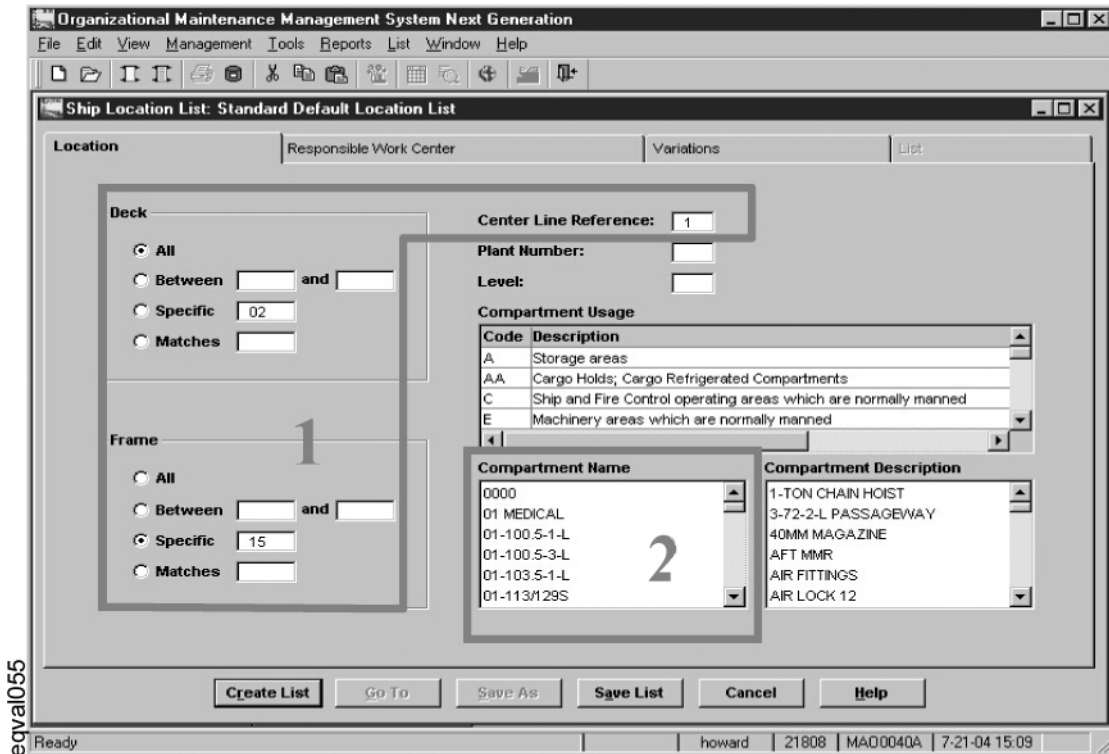 Organizational Maintenance Management System Next Generation
File Edit View Management Tools Reports List Window Help
Ship Location List: Standard Default Location List
Location Responsible Work Center Variations List
Deck
All
Between and
Specific 02
Matches
Frame
All
Between and
Specific 15
Matches
1
Center Line Reference: 1
Plant Number:
Level:
Compartment Usage
Code Description
A Storage areas
AA Cargo Holds; Cargo Refrigerated Compartments
C Ship and Fire Control operating areas which are normally manned
E Machinery areas which are normally manned
Compartment Name
0000
01 MEDICAL
01-100.5-1-L
01-100.5-3-L
01-103.5-1-L
01-113/129S
2
Compartment Description
1-TON CHAIN HOIST
3-72-2-L PASSAGEWAY
40MM MAGAZINE
AFT MMR
AIR FITTINGS
AIR LOCK 12
Create List Go To Save As Save List Cancel Help
Ready howard 21808 MAO0040A 7-21-04 15:09
eqval055